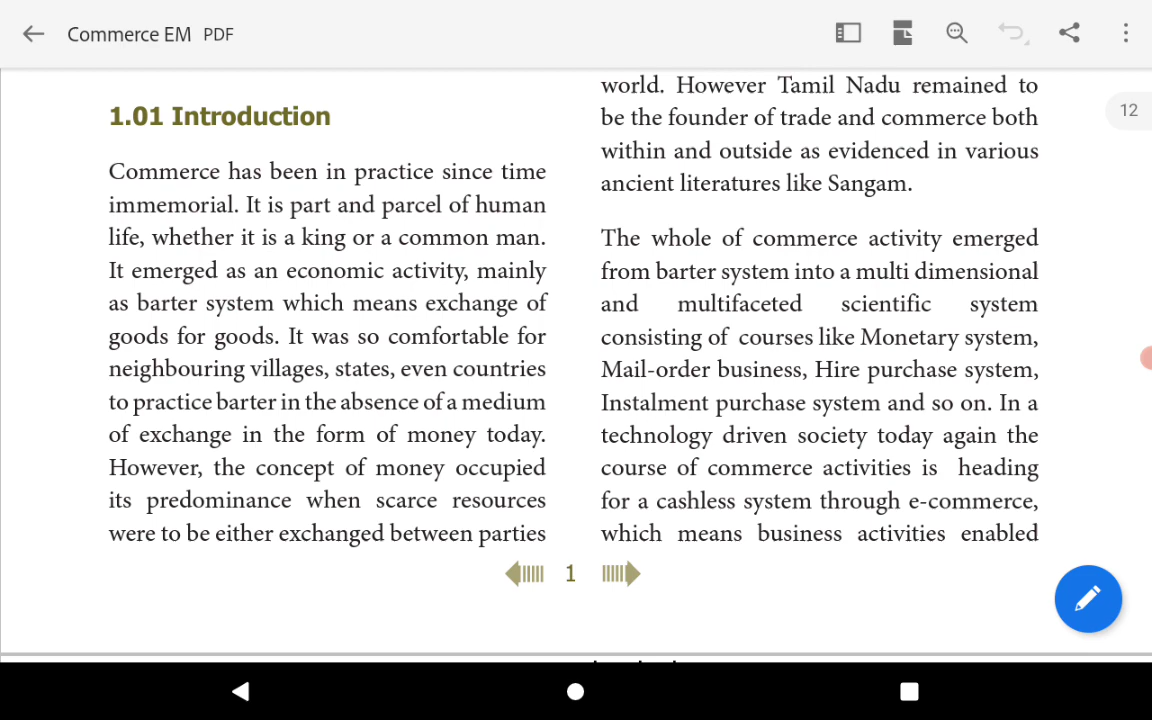 Commerce EM PDF
12
1.01 Introduction
Commerce has been in practice since time
immemorial. It is part and parcel of human
life, whether it is a king or a common man.
It emerged as an economic activity, mainly
as barter system which means exchange of
goods for goods. It was so comfortable for
neighbouring villages, states, even countries
to practice barter in the absence of a medium
of exchange in the form of money today.
However, the concept of money occupied
its predominance when scarce resources
were to be either exchanged between parties
world. However Tamil Nadu remained to
be the founder of trade and commerce both
within and outside as evidenced in various
ancient literatures like Sangam.
The whole of commerce activity emerged
from barter system into a multi dimensional
and multifaceted scientific system
consisting of courses like Monetary system,
Mail-order business, Hire purchase system,
Instalment purchase system and so on. In a
technology driven society today again the
course of commerce activities is heading
for a cashless system through e-commerce,
which means business activities enabled
1